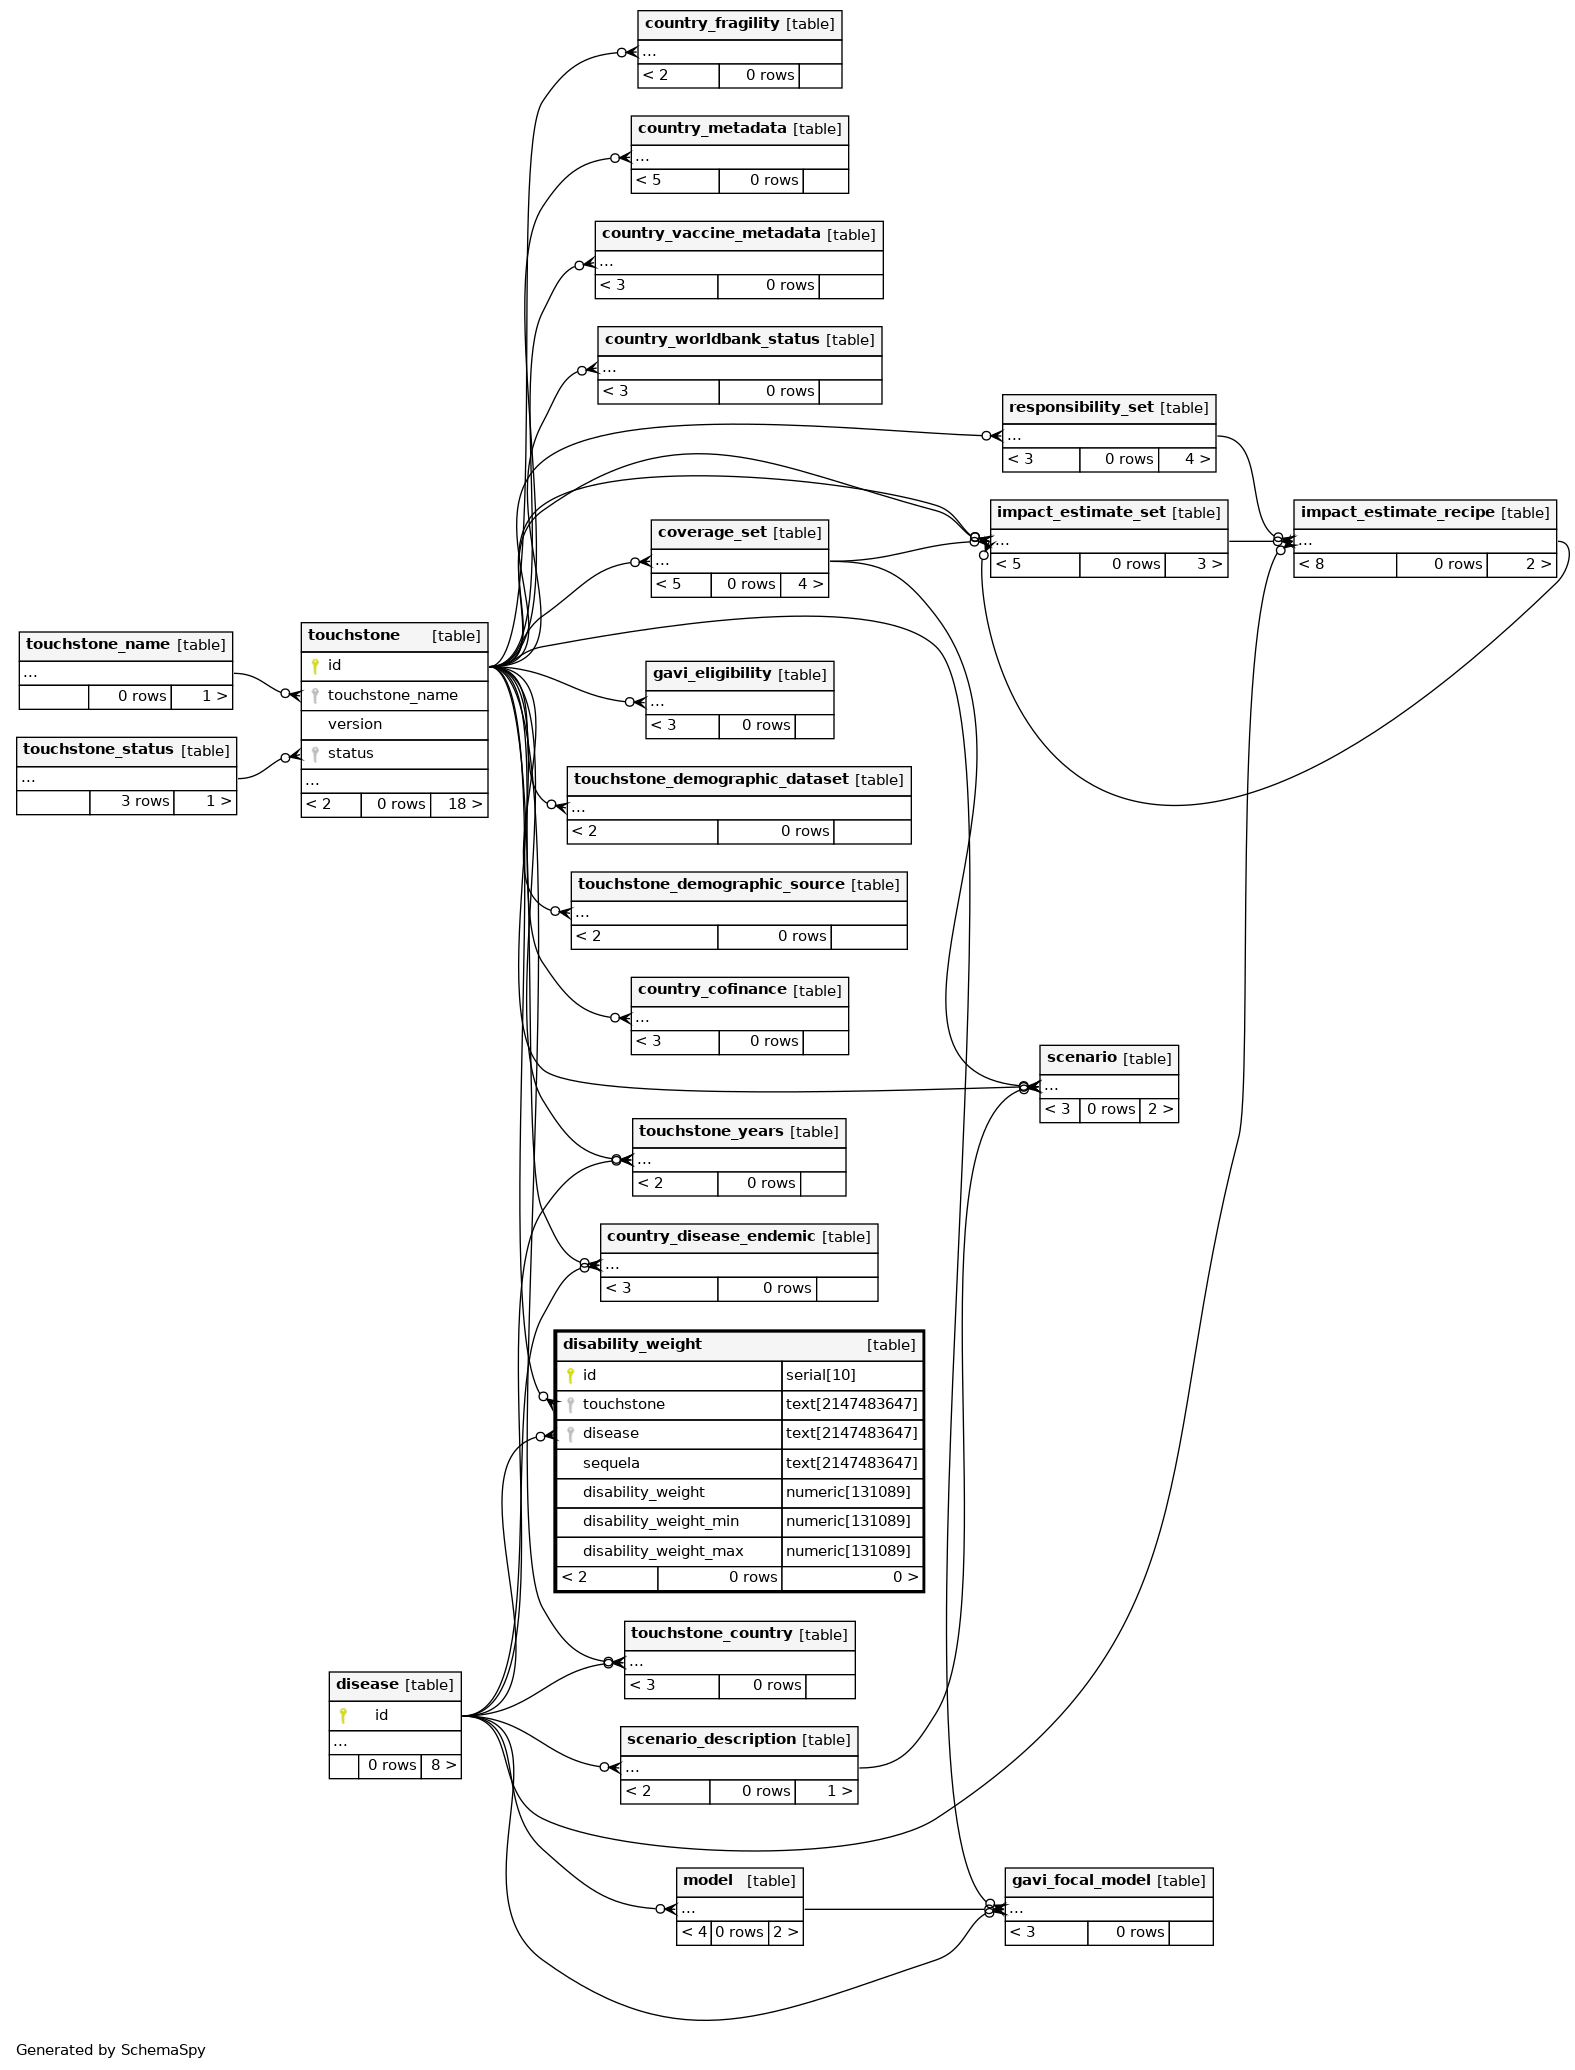 country_fragility [table]
...
< 2 0 rows
country_metadata [table]
...
< 5 0 rows
country_vaccine_metadata [table]
...
< 3 0 rows
country_worldbank_status [table]
...
< 3 0 rows
responsibility_set [table]
...
< 3 0 rows 4 >
impact_estimate_set [table]
...
< 5 0 rows 3 >
impact_estimate_recipe [table]
...
< 8 0 rows 2 >
coverage_set [table]
...
< 5 0 rows 4 >
touchstone_name [table]
...
0 rows 1 >
touchstone_status [table]
...
3 rows 1 >
touchstone [table]
id
touchstone_name
version
status
...
< 2 0 rows 18 >
gavi_eligibility [table]
...
< 3 0 rows
touchstone_demographic_dataset [table]
...
< 2 0 rows
touchstone_demographic_source [table]
...
< 2 0 rows
country_cofinance [table]
...
< 3 0 rows
scenario [table]
...
< 3 0 rows 2 >
touchstone_years [table]
...
< 2 0 rows
country_disease_endemic [table]
...
< 3 0 rows
disability_weight [table]
id serial[10]
touchstone text[2147483647]
disease text[2147483647]
sequela text[2147483647]
disability_weight numeric[131089]
disability_weight_min numeric[131089]
disability_weight_max numeric[131089]
< 2 0 rows 0 >
touchstone_country [table]
...
< 3 0 rows
disease [table]
id
...
0 rows 8 >
scenario_description [table]
...
< 2 0 rows 1 >
model [table]
...
< 4 0 rows 2 >
gavi_focal_model [table]
...
< 3 0 rows
Generated by SchemaSpy